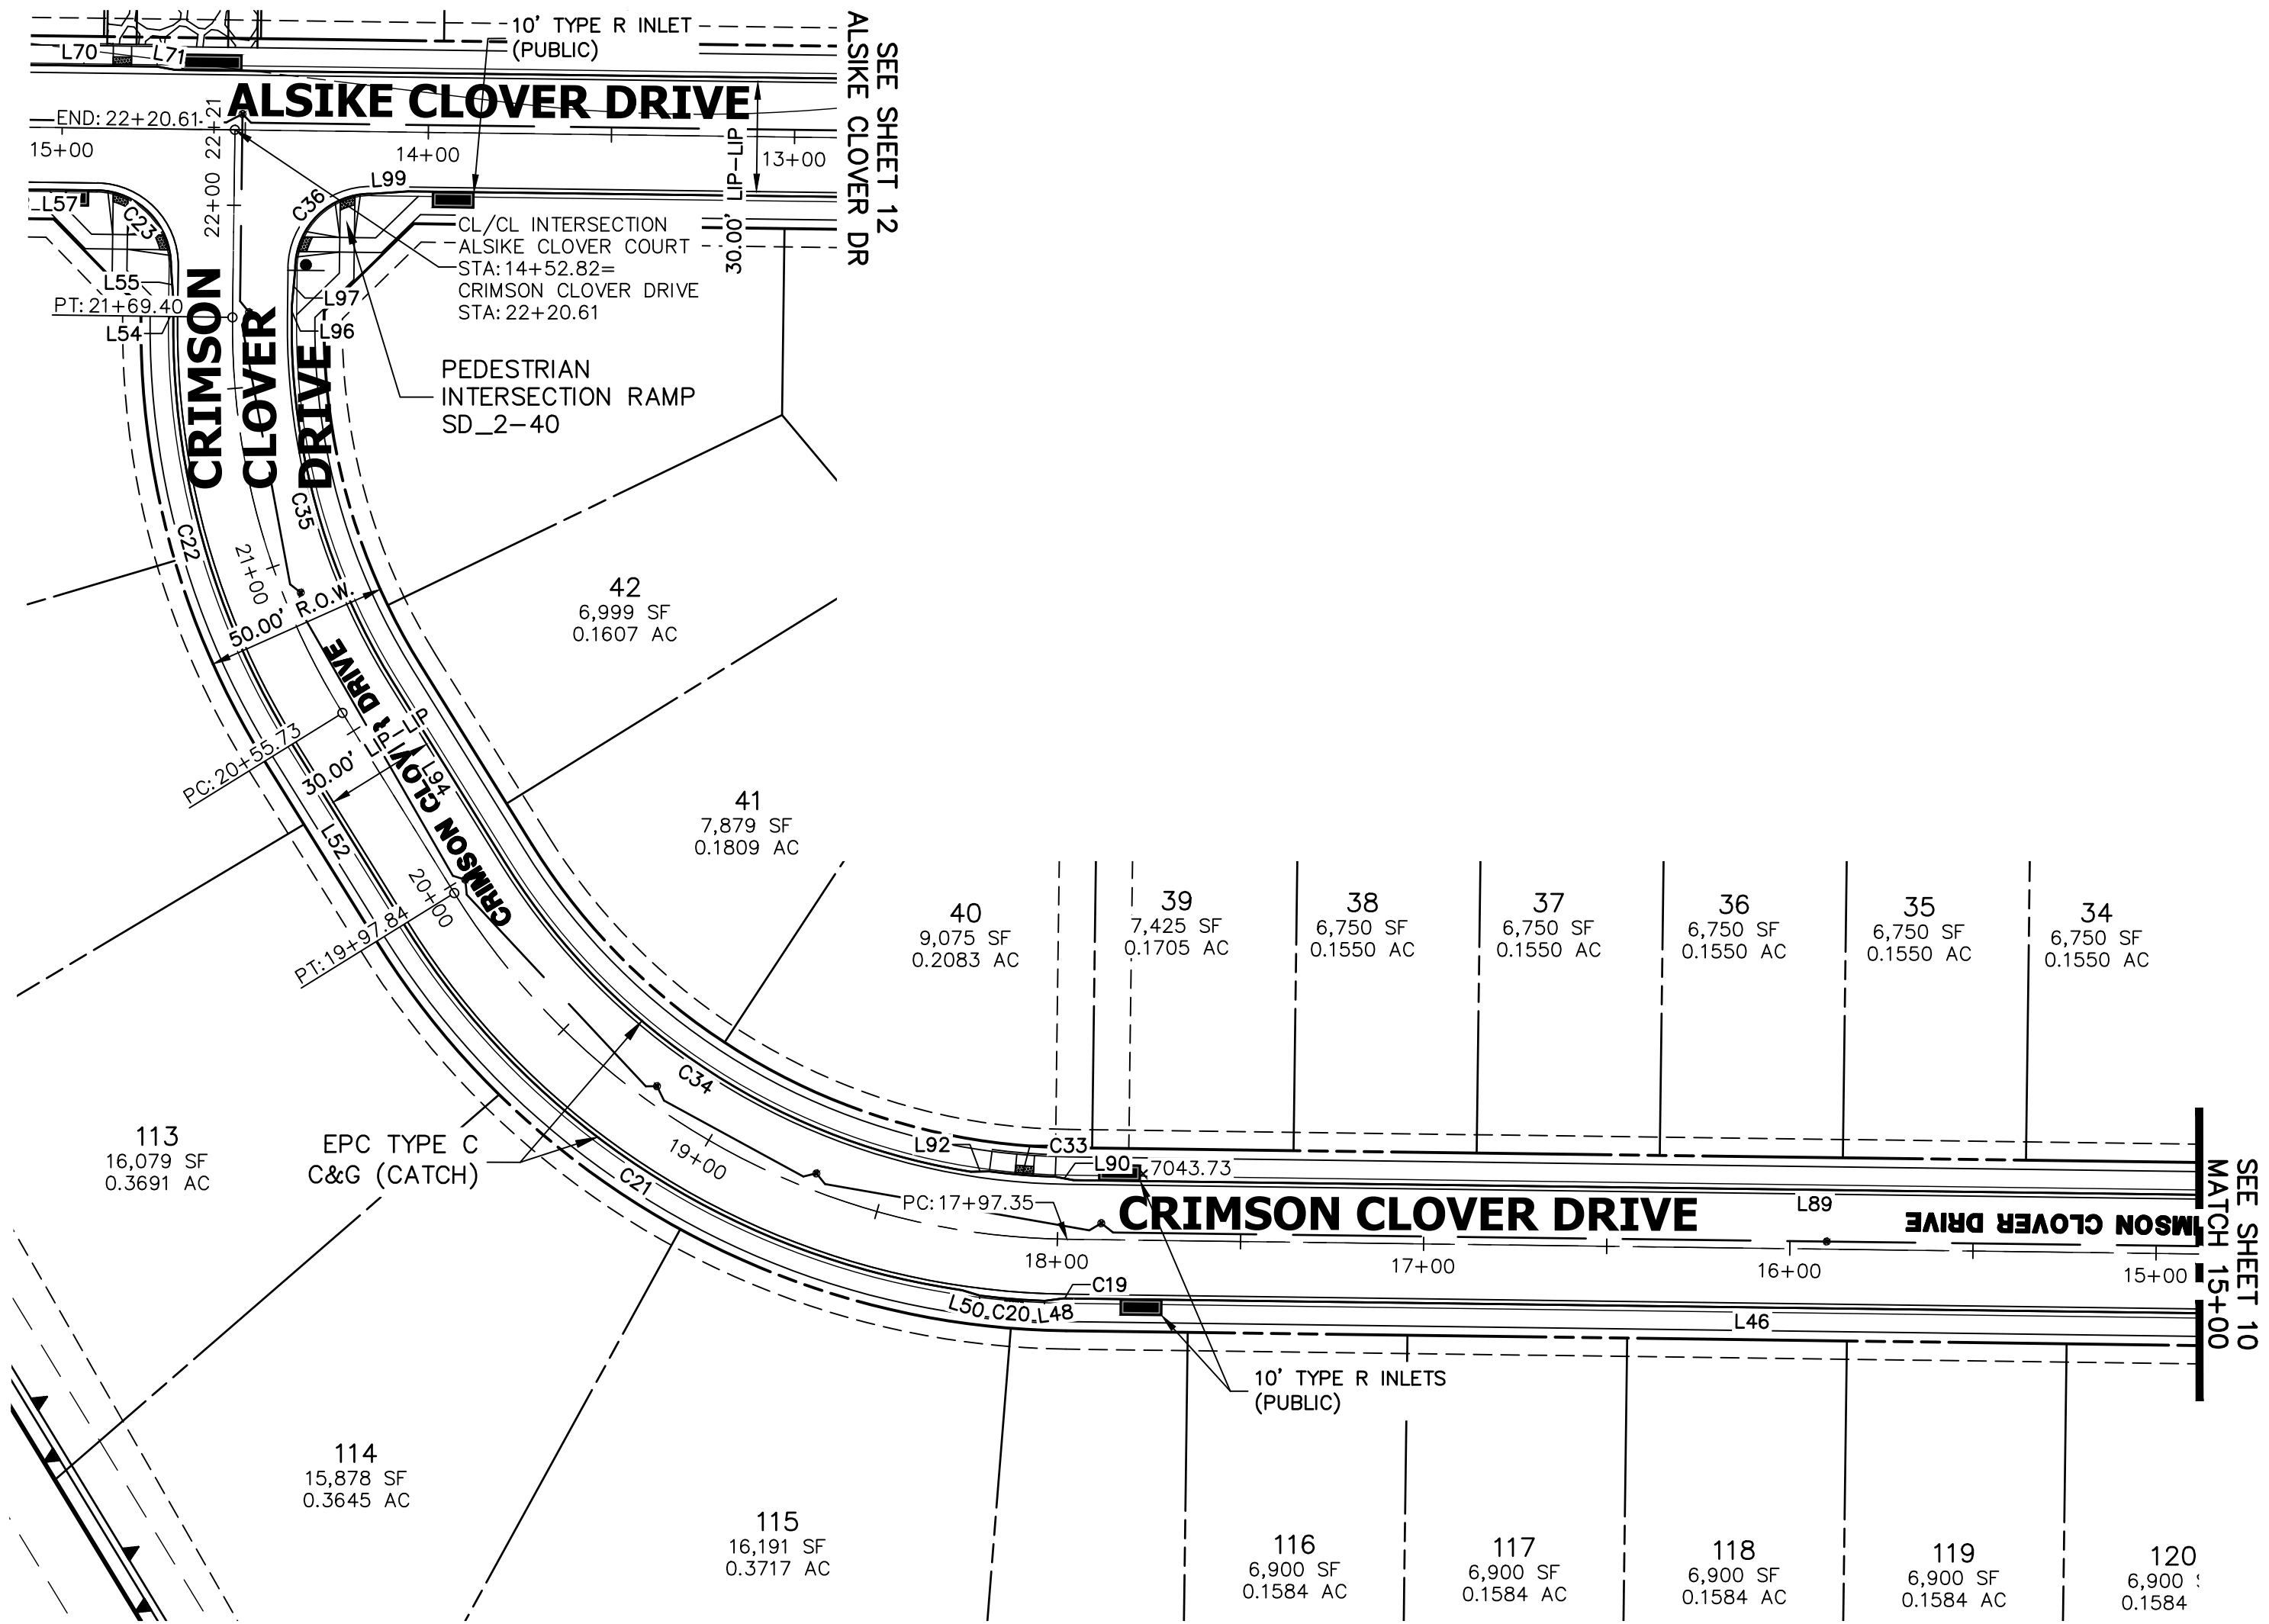 10' TYPE R INLET
(PUBLIC)
L70
L71
ALSIKE CLOVER DRIVE
END: 22+20.61
22+21
22+00
15+00
14+00
13+00
30.00' LIP-LIP
SEE SHEET 12
ALSIKE CLOVER DR
L99
C36
L57
C23
L55
PT: 21+69.40
L54
L97
L96
CL/CL INTERSECTION
ALSIKE CLOVER COURT
STA: 14+52.82=
CRIMSON CLOVER DRIVE
STA: 22+20.61
PEDESTRIAN
INTERSECTION RAMP
SD_2-40
CRIMSON
CLOVER
DRIVE
C35
C22
21+00
50.00' R.O.W.
42
6,999 SF
0.1607 AC
CRIMSON CLOVER DRIVE
PC: 20+55.73
30.00' LIP-LIP
L94
L52
20+00
PT: 19+97.84
41
7,879 SF
0.1809 AC
40
9,075 SF
0.2083 AC
39
7,425 SF
0.1705 AC
38
6,750 SF
0.1550 AC
37
6,750 SF
0.1550 AC
36
6,750 SF
0.1550 AC
35
6,750 SF
0.1550 AC
34
6,750 SF
0.1550 AC
C34
113
16,079 SF
0.3691 AC
EPC TYPE C
C&G (CATCH)
19+00
C21
L92
C33
L90
7043.73
PC: 17+97.35
CRIMSON CLOVER DRIVE
L89
IMSON CLOVER DRIVE
18+00
17+00
16+00
15+00
SEE SHEET 10
MATCH 15+00
C19
L50
C20
L48
L46
10' TYPE R INLETS
(PUBLIC)
114
15,878 SF
0.3645 AC
115
16,191 SF
0.3717 AC
116
6,900 SF
0.1584 AC
117
6,900 SF
0.1584 AC
118
6,900 SF
0.1584 AC
119
6,900 SF
0.1584 AC
120
6,900
0.1584